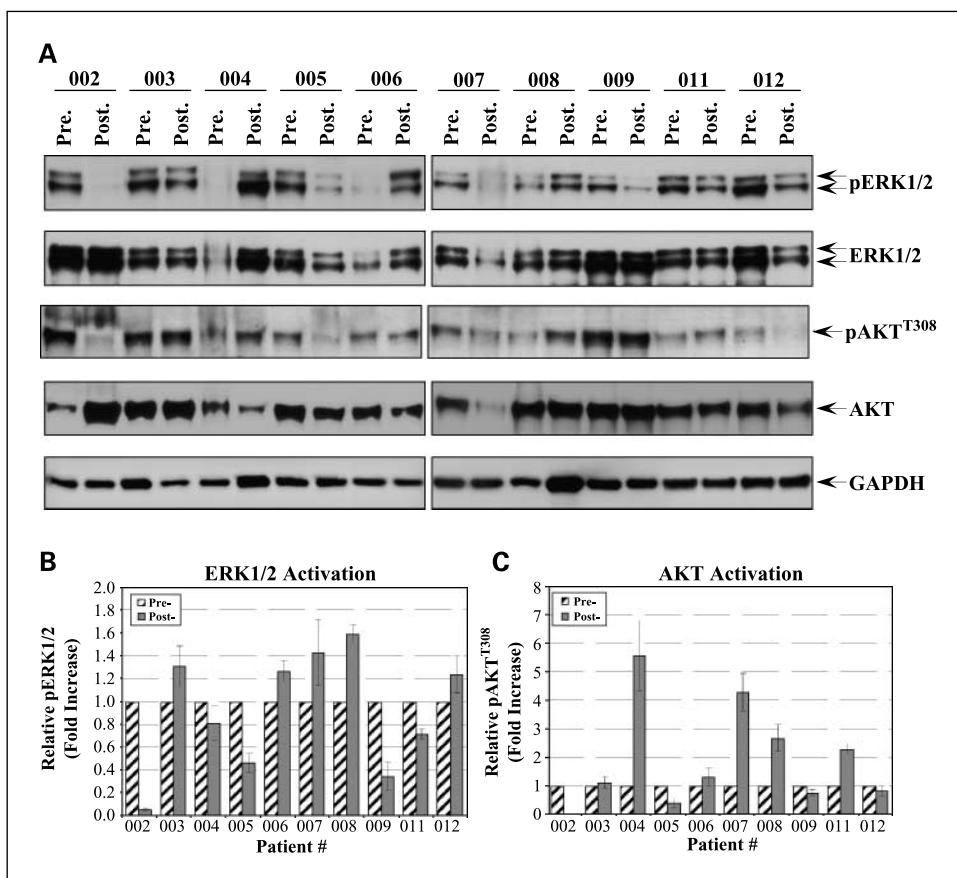 A
002 003 004 005 006 007 008 009 011 012
Pre. Post. Pre. Post. Pre. Post. Pre. Post. Pre. Post. Pre. Post. Pre. Post. Pre. Post. Pre. Post. Pre. Post.
pERK1/2
ERK1/2
pAKT^T308
AKT
GAPDH
B
ERK1/2 Activation
Relative pERK1/2
(Fold Increase)
2.0
1.8
1.6
1.4
1.2
1.0
0.8
0.6
0.4
0.2
0.0
Pre-
Post-
002 003 004 005 006 007 008 009 011 012
Patient #
C
AKT Activation
Relative pAKT^T308
(Fold Increase)
8
7
6
5
4
3
2
1
0
Pre-
Post-
002 003 004 005 006 007 008 009 011 012
Patient #